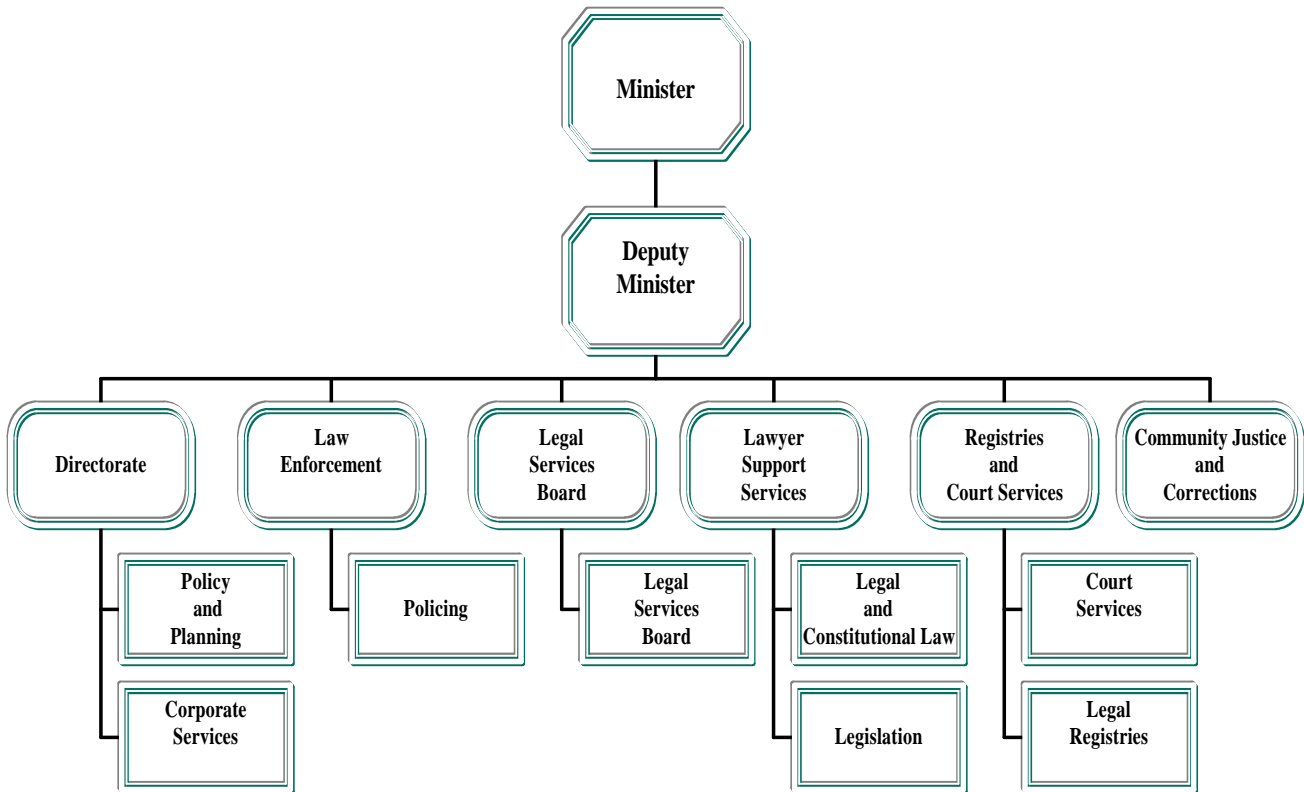 Minister
Deputy
Minister
Directorate
Law
Enforcement
Legal
Services
Board
Lawyer
Support
Services
Registries
and
Court Services
Community Justice
and
Corrections
Policy
and
Planning
Policing
Legal
Services
Board
Legal
and
Constitutional Law
Court
Services
Corporate
Services
Legislation
Legal
Registries